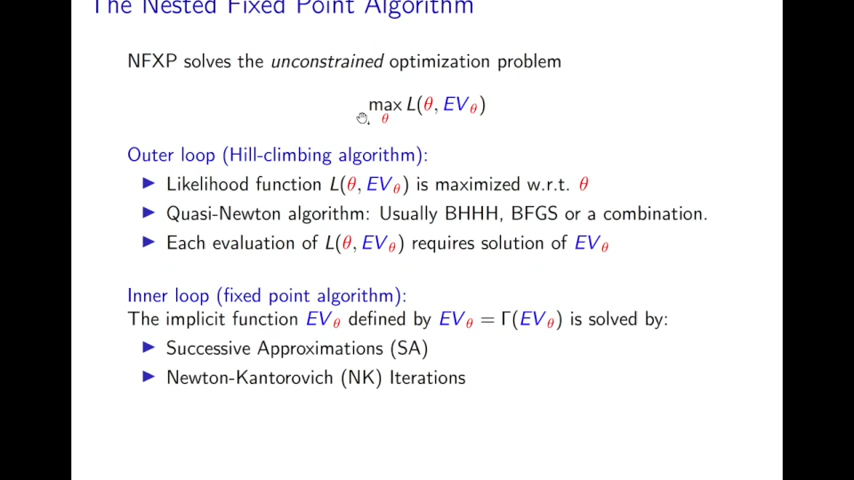 The Nested Fixed Point Algorithm
NFXP solves the unconstrained optimization problem
max L(θ, EVθ)
θ
Outer loop (Hill-climbing algorithm):
▶ Likelihood function L(θ, EVθ) is maximized w.r.t. θ
▶ Quasi-Newton algorithm: Usually BHHH, BFGS or a combination.
▶ Each evaluation of L(θ, EVθ) requires solution of EVθ
Inner loop (fixed point algorithm):
The implicit function EVθ defined by EVθ = Γ(EVθ) is solved by:
▶ Successive Approximations (SA)
▶ Newton-Kantorovich (NK) Iterations